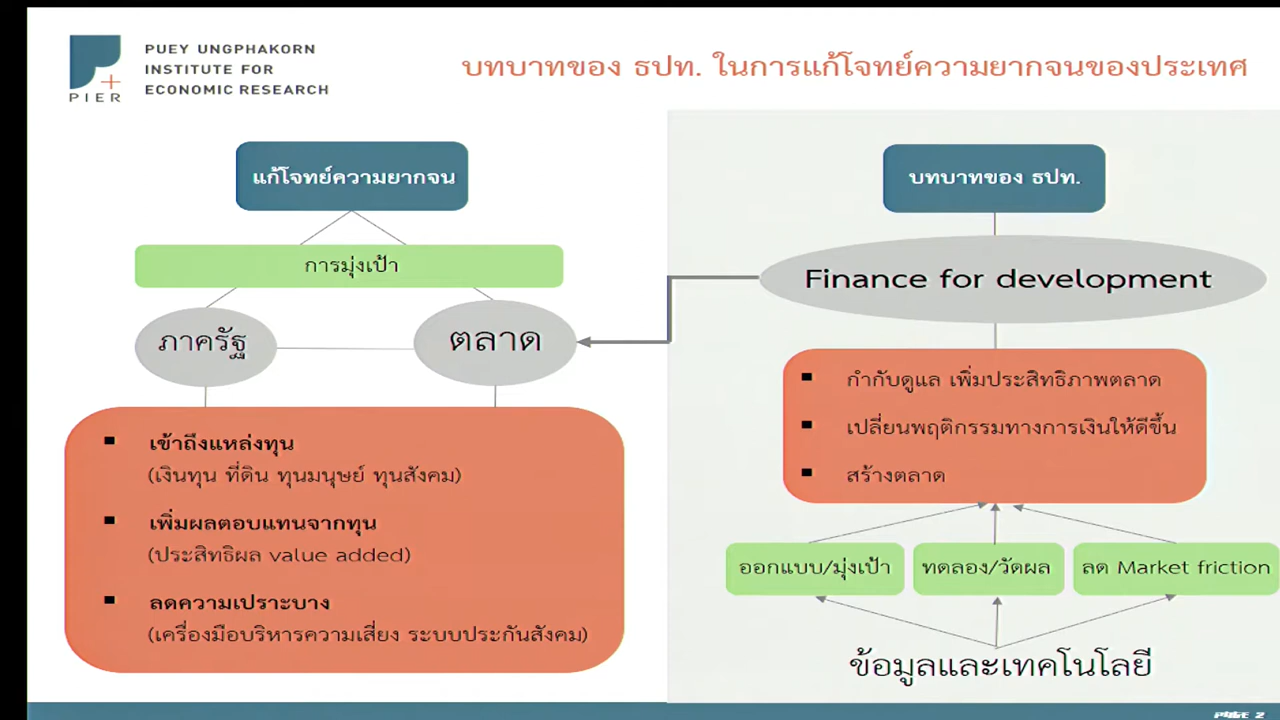 PUEY UNGPHAKORN
INSTITUTE FOR
ECONOMIC RESEARCH
PIER
บทบาทของ ธปท. ในการแก้โจทย์ความยากจนของประเทศ
แก้โจทย์ความยากจน
การมุ่งเป้า
ภาครัฐ
ตลาด
เข้าถึงแหล่งทุน
(เงินทุน ที่ดิน ทุนมนุษย์ ทุนสังคม)
เพิ่มผลตอบแทนจากทุน
(ประสิทธิผล value added)
ลดความเปราะบาง
(เครื่องมือบริหารความเสี่ยง ระบบประกันสังคม)
บทบาทของ ธปท.
Finance for development
กำกับดูแล เพิ่มประสิทธิภาพตลาด
เปลี่ยนพฤติกรรมทางการเงินให้ดีขึ้น
สร้างตลาด
ออกแบบ/มุ่งเป้า
ทดลอง/วัดผล
ลด Market friction
ข้อมูลและเทคโนโลยี
PAGE 2